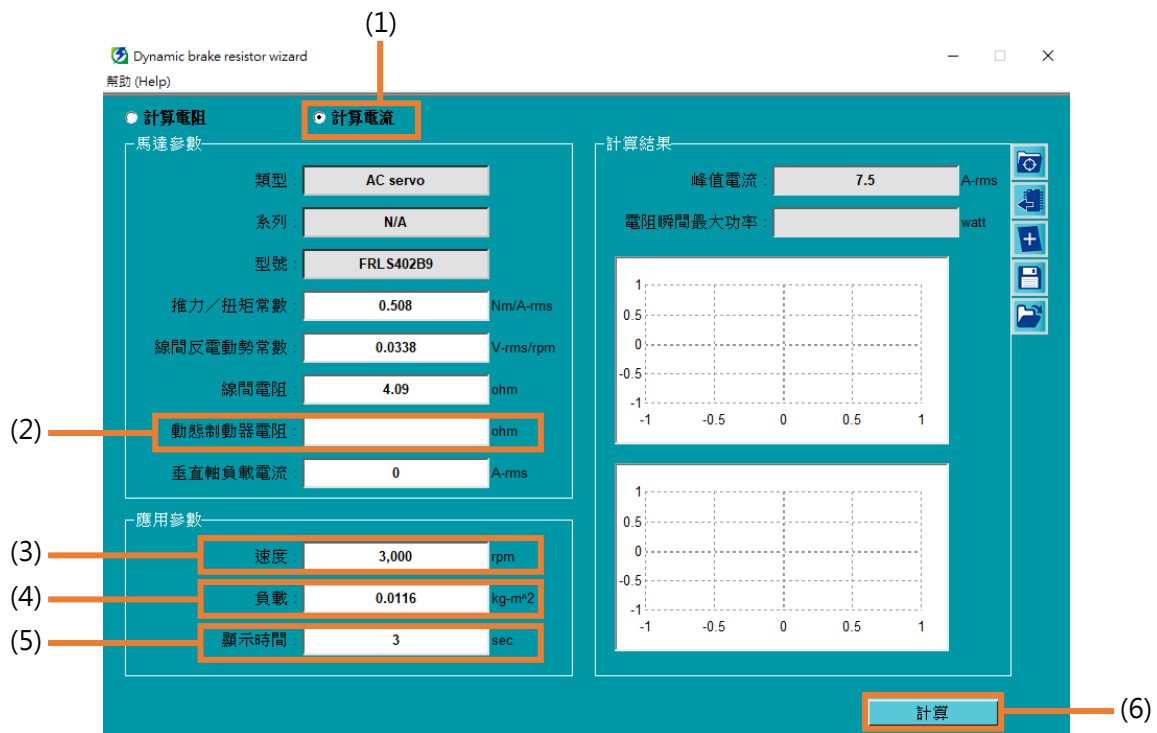 (1)
Dynamic brake resistor wizard
幫助 (Help)
計算電阻
計算電流
馬達參數
類型 : AC servo
系列 : N/A
型號 : FRLS402B9
推力／扭矩常數 : 0.508 Nm/A-rms
線間反電動勢常數 : 0.0338 V-rms/rpm
線間電阻 : 4.09 ohm
(2)
動態制動器電阻 : ohm
垂直軸負載電流 : 0 A-rms
應用參數
(3)
速度 : 3,000 rpm
(4)
負載 : 0.0116 kg-m^2
(5)
顯示時間 : 3 sec
計算結果
峰值電流 : 7.5 A-rms
電阻瞬間最大功率 : watt
1
0.5
0
-0.5
-1
-1 -0.5 0 0.5 1
1
0.5
0
-0.5
-1
-1 -0.5 0 0.5 1
計算
(6)